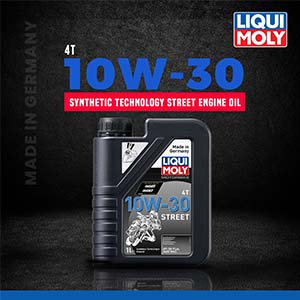 LIQUI
MOLY
4T
10W-30
SYNTHETIC TECHNOLOGY STREET ENGINE OIL
MADE IN GERMANY
Made in
Germany
LIQUI
MOLY
4T
10W-30
STREET
1L